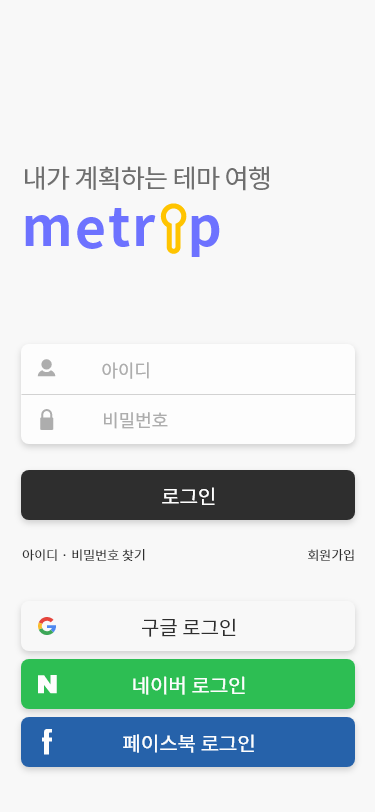 내가 계획하는 테마 여행
metrip
아이디
비밀번호
로그인
아이디 · 비밀번호 찾기
회원가입
구글 로그인
네이버 로그인
페이스북 로그인